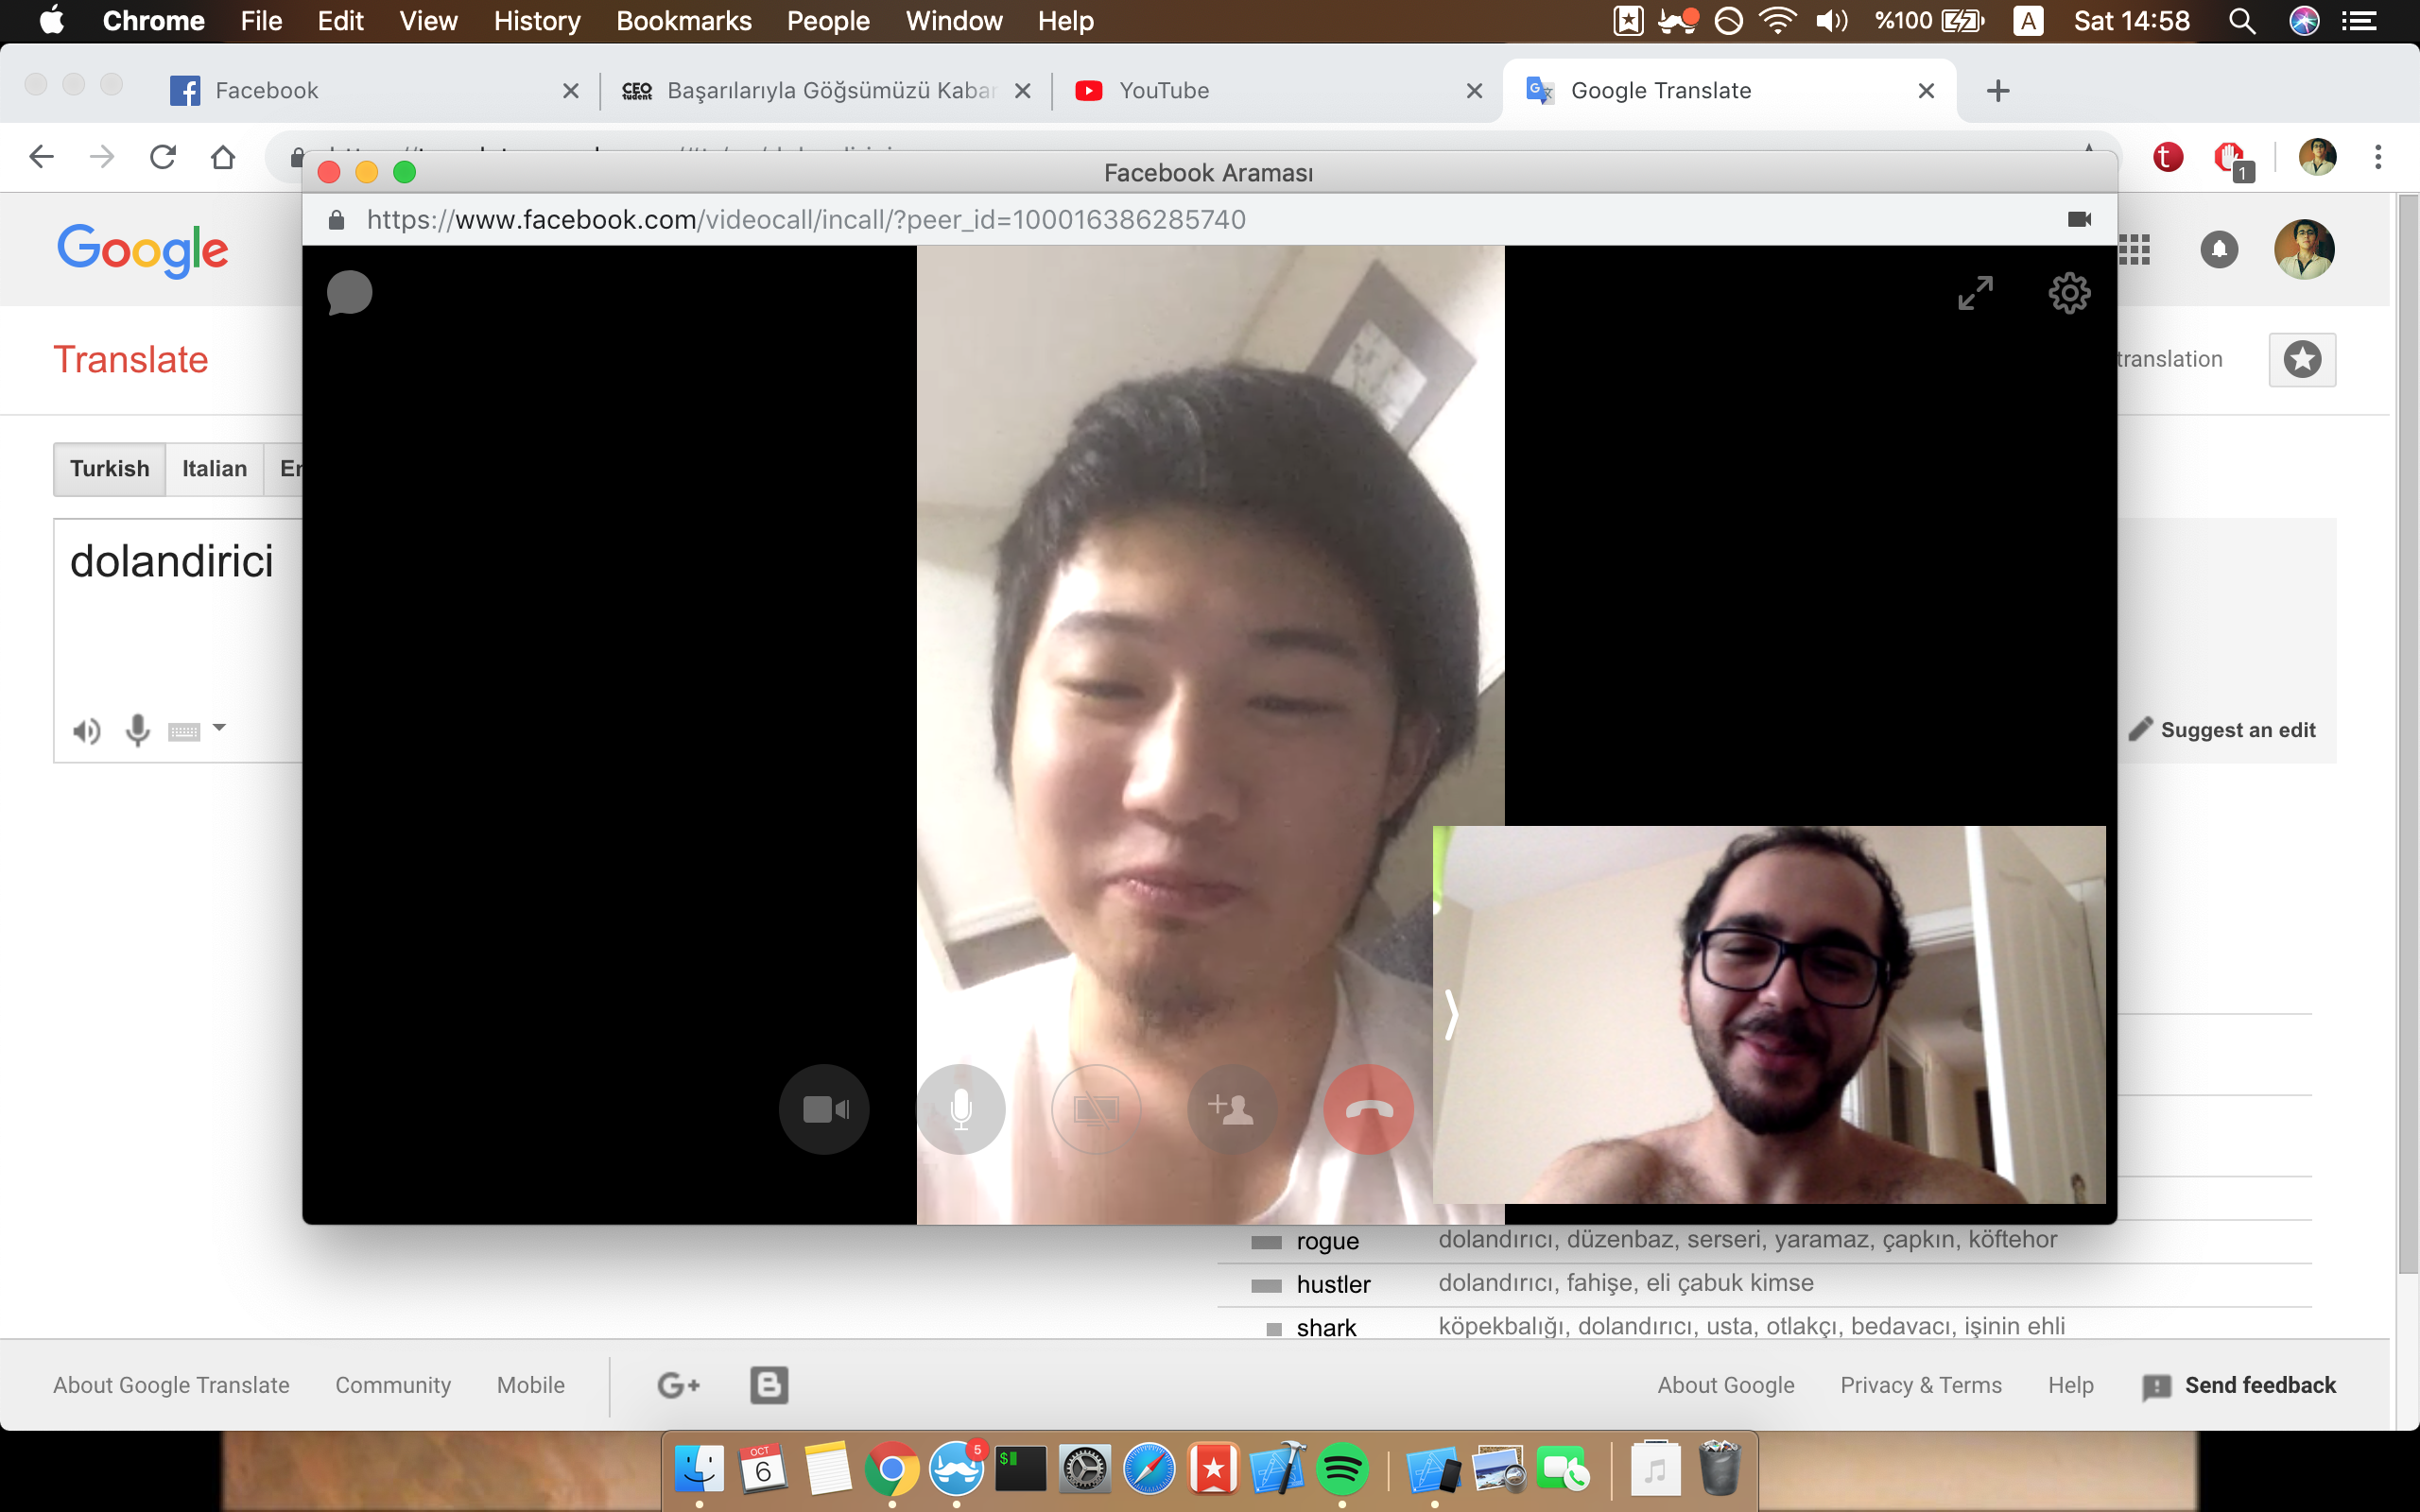 Chrome File Edit View History Bookmarks People Window Help %100 A Sat 14:58
Facebook CEO tudent Başarılarıyla Göğsümüzü Kabar YouTube Google Translate
t 1
Facebook Araması
https://www.facebook.com/videocall/incall/?peer_id=100016386285740
Google
Translate translation
Turkish Italian En
dolandirici
Suggest an edit
rogue dolandırıcı, düzenbaz, serseri, yaramaz, çapkın, köftehor
hustler dolandırıcı, fahişe, eli çabuk kimse
shark köpekbalığı, dolandırıcı, usta, otlakçı, bedavacı, işinin ehli
About Google Translate Community Mobile G+ B About Google Privacy & Terms Help Send feedback
OCT 6 5 $